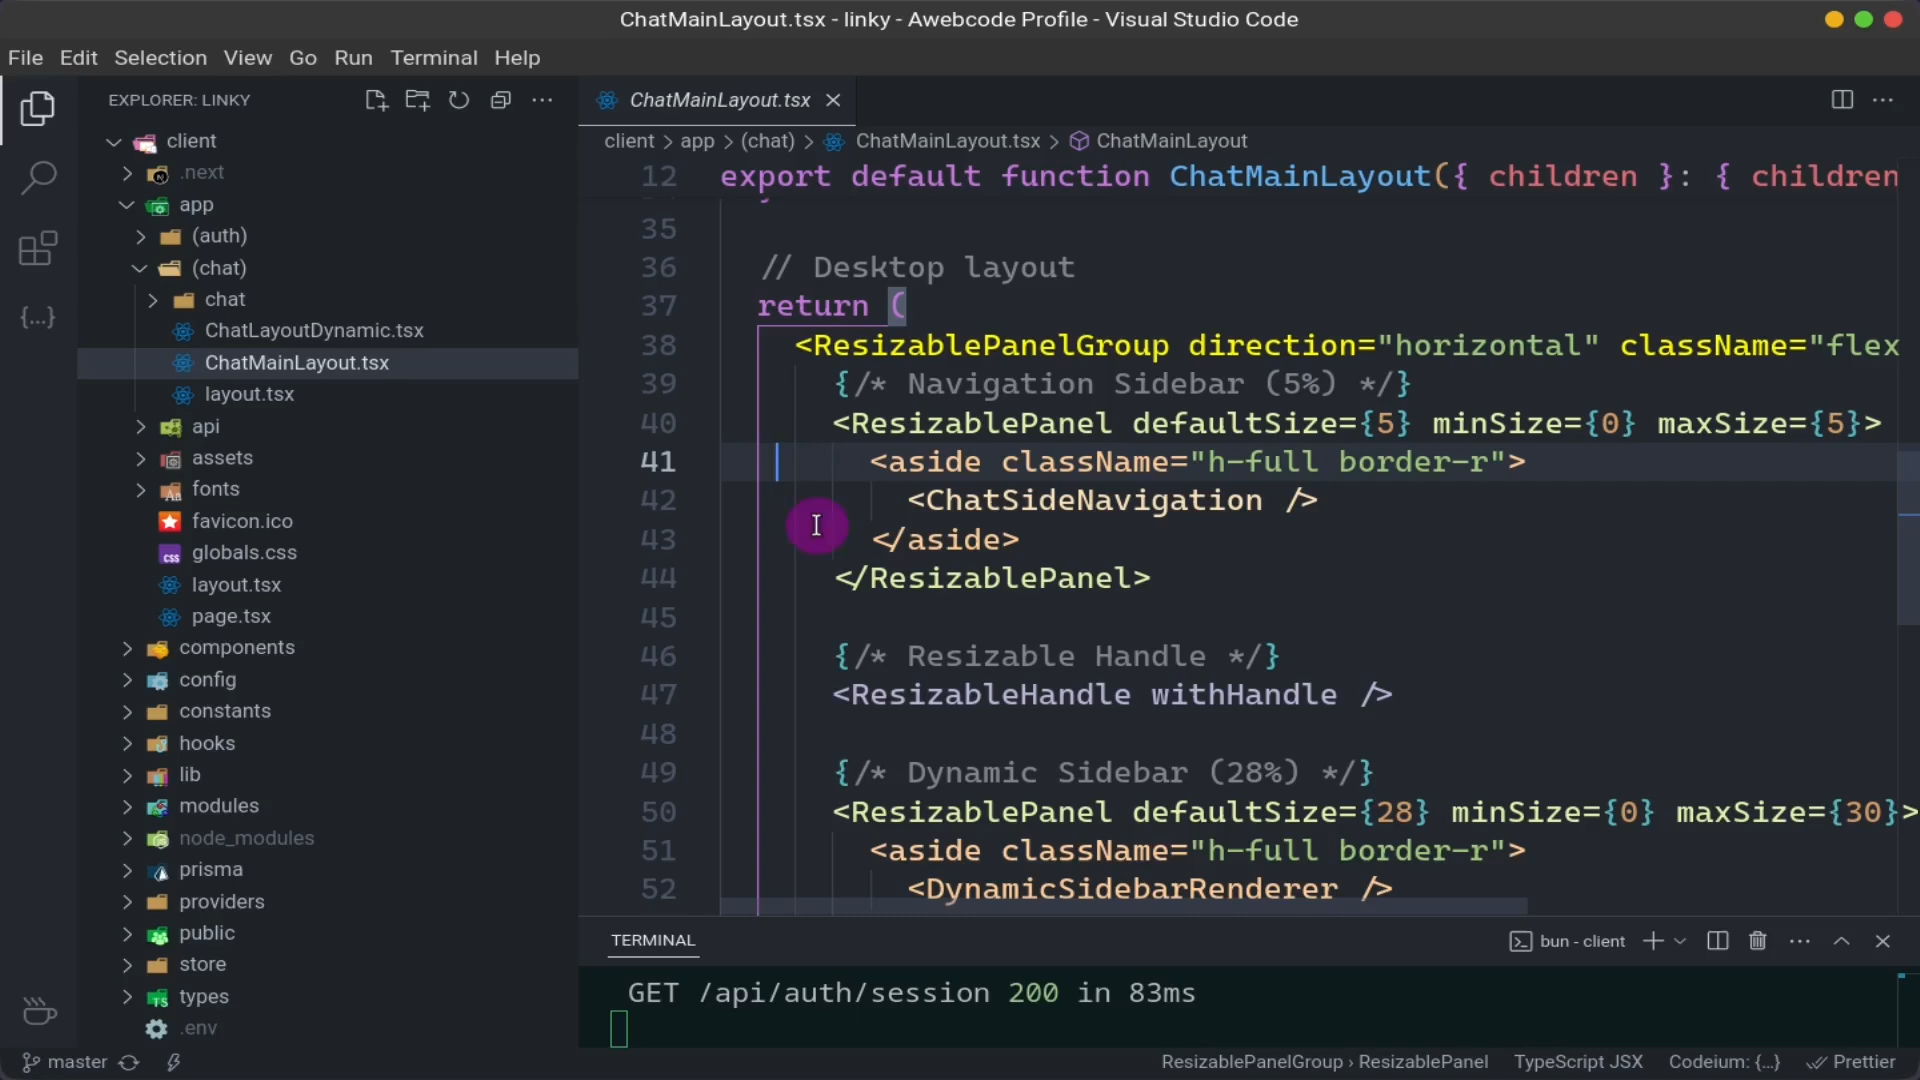 ChatMainLayout.tsx - linky - Awebcode Profile - Visual Studio Code
File Edit Selection View Go Run Terminal Help
EXPLORER: LINKY
client
.next
app
(auth)
(chat)
chat
ChatLayoutDynamic.tsx
ChatMainLayout.tsx
layout.tsx
api
assets
fonts
favicon.ico
globals.css
layout.tsx
page.tsx
components
config
constants
hooks
lib
modules
node_modules
prisma
providers
public
store
types
.env
ChatMainLayout.tsx
client > app > (chat) > ChatMainLayout.tsx > ChatMainLayout
12 export default function ChatMainLayout({ children }: { children
35
36 // Desktop layout
37 return (
38 <ResizablePanelGroup direction="horizontal" className="flex
39 {/* Navigation Sidebar (5%) */}
40 <ResizablePanel defaultSize={5} minSize={0} maxSize={5}>
41 <aside className="h-full border-r">
42 <ChatSideNavigation />
43 </aside>
44 </ResizablePanel>
45
46 {/* Resizable Handle */}
47 <ResizableHandle withHandle />
48
49 {/* Dynamic Sidebar (28%) */}
50 <ResizablePanel defaultSize={28} minSize={0} maxSize={30}>
51 <aside className="h-full border-r">
52 <DynamicSidebarRenderer />
TERMINAL
bun - client
GET /api/auth/session 200 in 83ms
master
ResizablePanelGroup › ResizablePanel TypeScript JSX Codeium: {...} Prettier